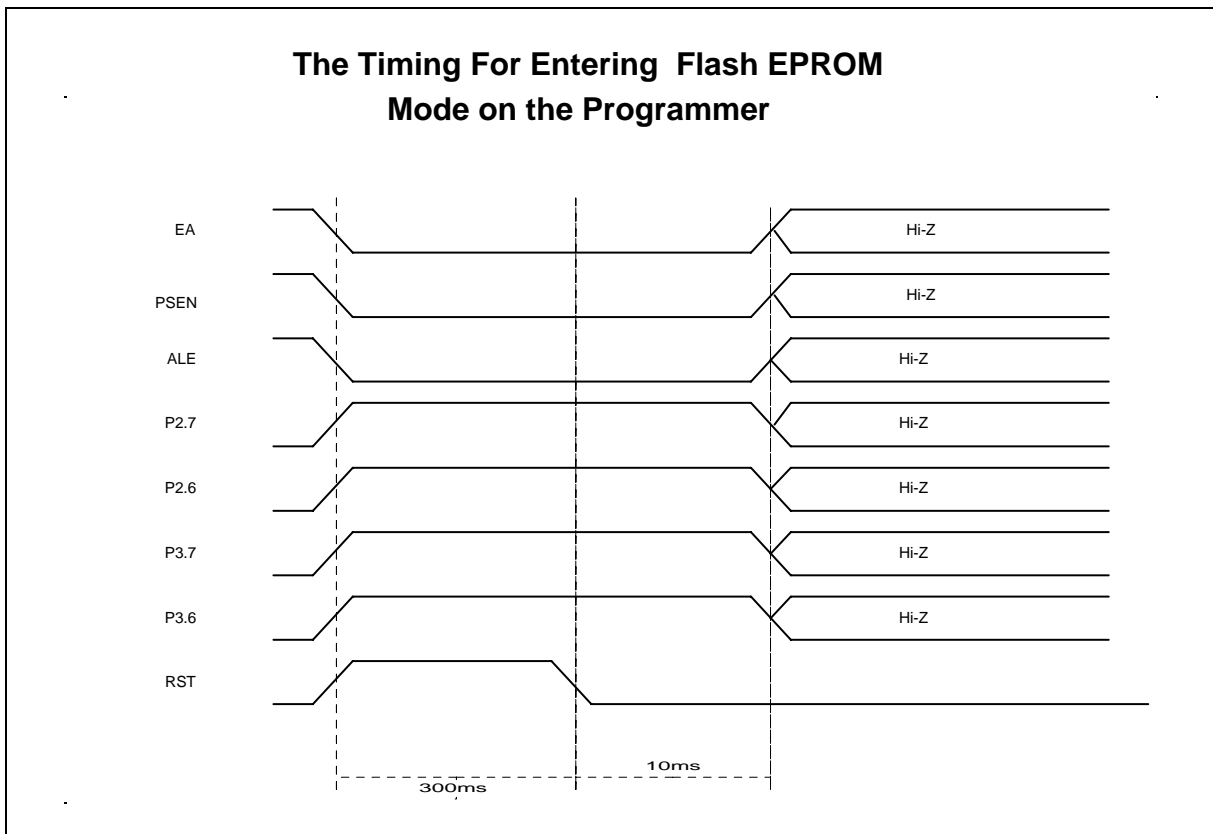 The Timing For Entering Flash EPROM
Mode on the Programmer
EA
Hi-Z
PSEN
Hi-Z
ALE
Hi-Z
P2.7
Hi-Z
P2.6
Hi-Z
P3.7
Hi-Z
P3.6
Hi-Z
RST
10ms
300ms